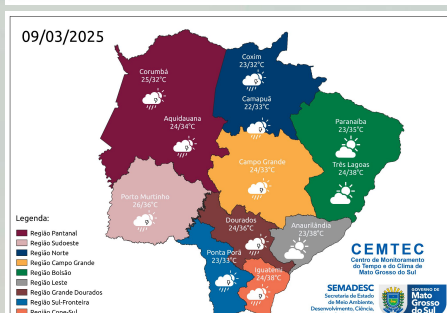 09/03/2025
Corumbá
25/32°C
Aquidauana
24/34°C
Coxim
23/32°C
Camapuã
22/33°C
Paranaíba
23/35°C
Três Lagoas
24/38°C
Campo Grande
24/33°C
Porto Murtinho
26/36°C
Dourados
24/36°C
Anaurilândia
23/38°C
Ponta Porã
23/33°C
Iguatemi
24/38°C
Legenda:
Região Pantanal
Região Sudoeste
Região Norte
Região Campo Grande
Região Bolsão
Região Leste
Região Grande Dourados
Região Sul-Fronteira
Região Cone-Sul
CEMTEC
Centro de Monitoramento
do Tempo e do Clima de
Mato Grosso do Sul
SEMADESC
Secretaria de Estado
de Meio Ambiente,
Desenvolvimento, Ciência,
GOVERNO DE
Mato
Grosso
do Sul